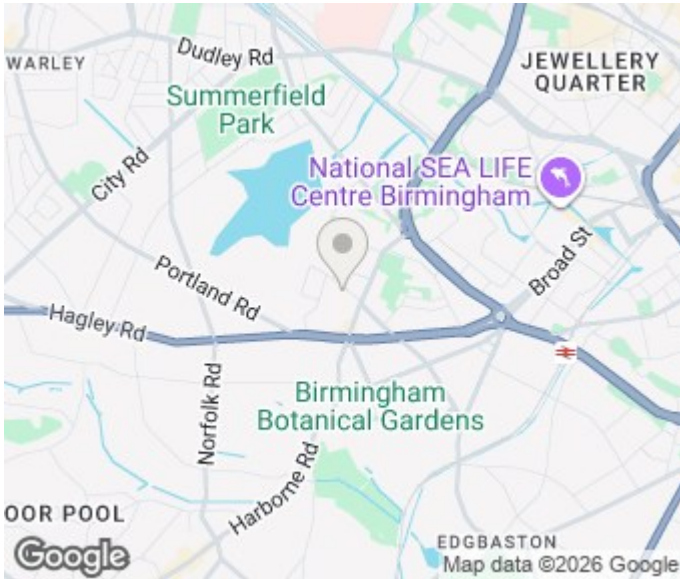 WARLEY
Dudley Rd
JEWELLERY
QUARTER
Summerfield
Park
City Rd
National SEA LIFE
Centre Birmingham
Broad St
Portland Rd
Hagley Rd
Norfolk Rd
Birmingham
Botanical Gardens
Harborne Rd
OOR POOL
EDGBASTON
Google
Map data ©2026 Google